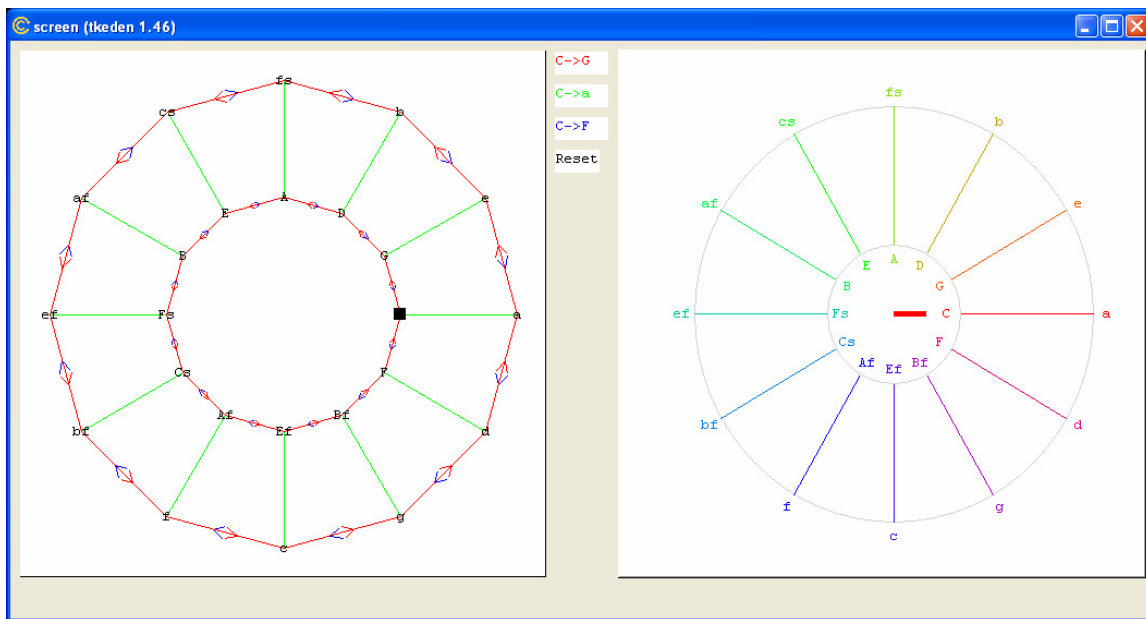 screen (tkeden 1.46)
fs
cs
b
af
e
E
A
D
B
G
ef
Fs
a
Cs
F
bf
Af
Ef
Bf
d
f
g
c
C->G
C->a
C->F
Reset
fs
cs
b
af
e
E
A
D
B
G
ef
Fs
C
a
Cs
F
Af
Ef
Bf
bf
d
f
g
c